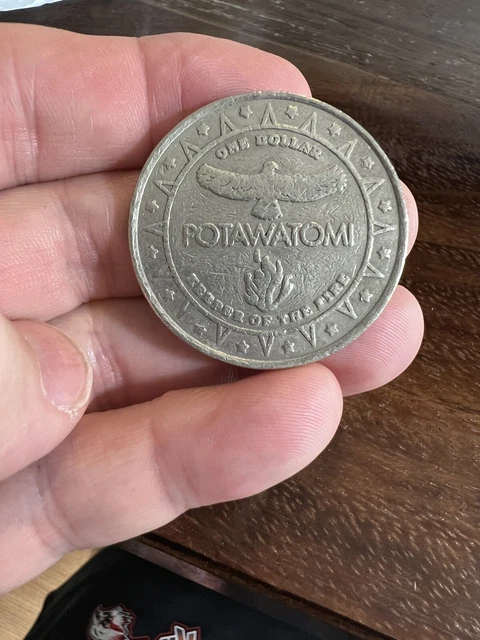 ONE DOLLAR
POTAWATOMI
KEEPER OF THE FIRE